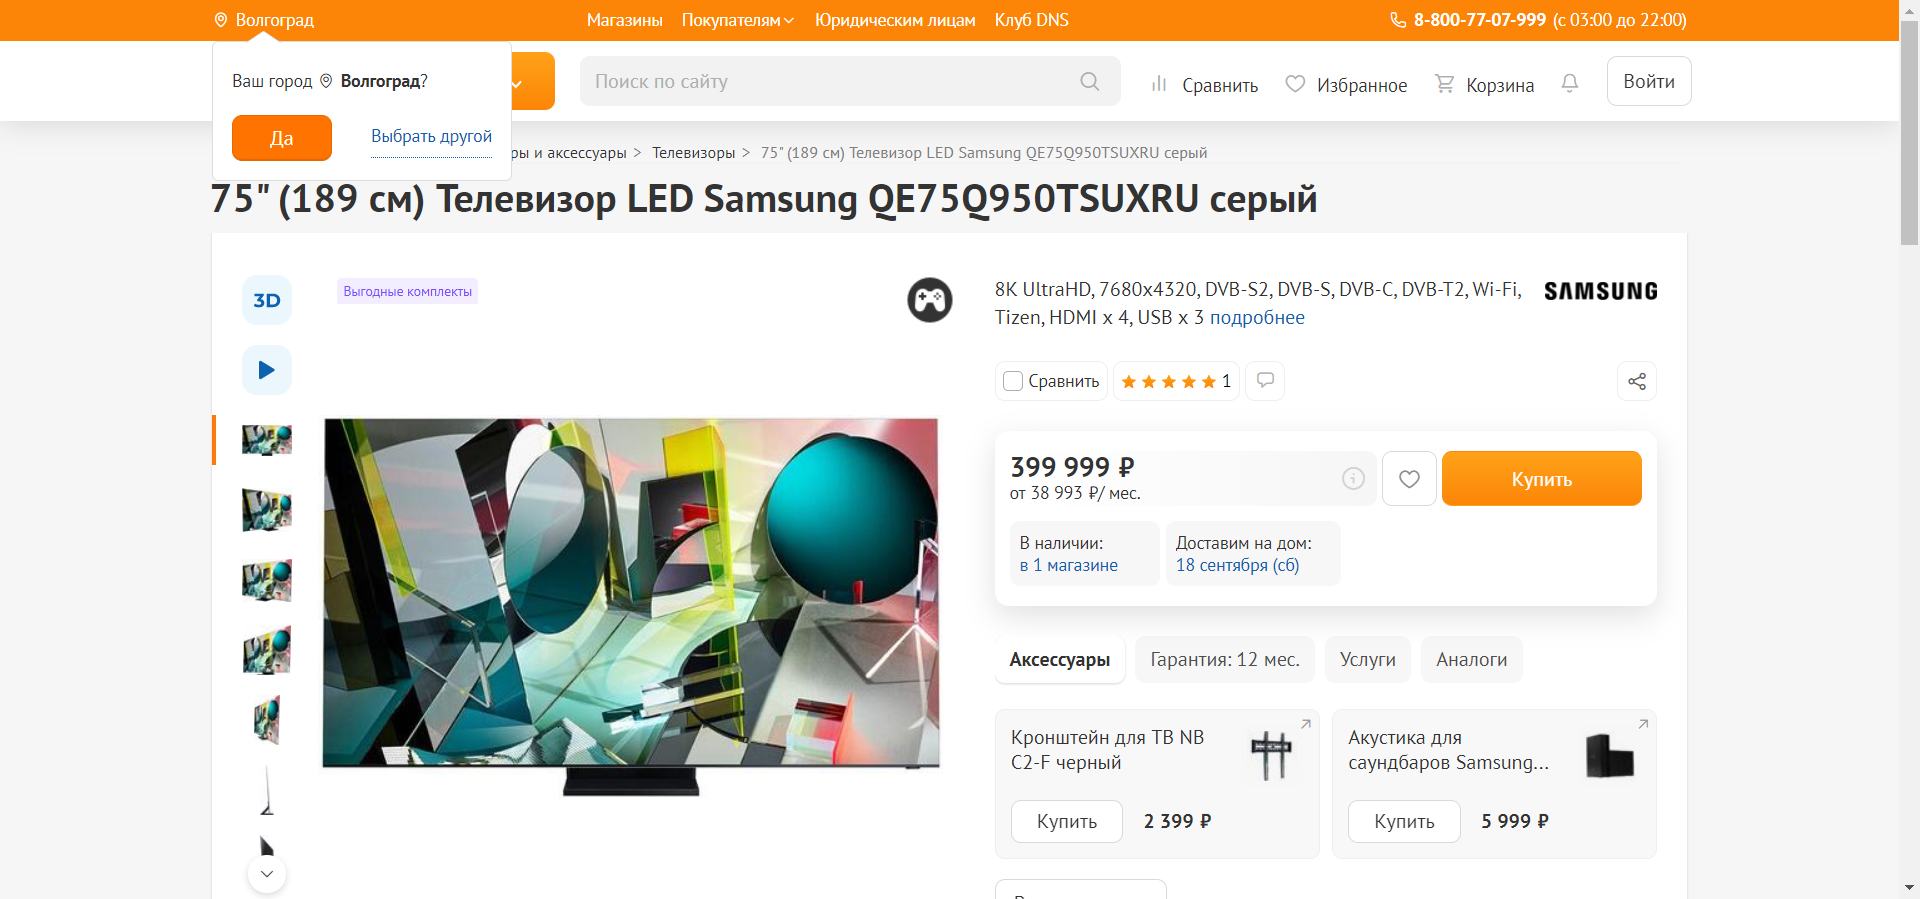 Волгоград
Магазины Покупателям Юридическим лицам Клуб DNS
8-800-77-07-999 (с 03:00 до 22:00)
Ваш город Волгоград?
Да Выбрать другой
Поиск по сайту
Сравнить Избранное Корзина Войти
ры и аксессуары > Телевизоры > 75" (189 см) Телевизор LED Samsung QE75Q950TSUXRU серый
75" (189 см) Телевизор LED Samsung QE75Q950TSUXRU серый
3D
Выгодные комплекты
8K UltraHD, 7680x4320, DVB-S2, DVB-S, DVB-C, DVB-T2, Wi-Fi,
Tizen, HDMI x 4, USB x 3 подробнее
SAMSUNG
Сравнить 1
399 999 ₽
от 38 993 ₽/ мес.
Купить
В наличии:
в 1 магазине
Доставим на дом:
18 сентября (сб)
Аксессуары Гарантия: 12 мес. Услуги Аналоги
Кронштейн для ТВ NB
C2-F черный
Купить 2 399 ₽
Акустика для
саундбаров Samsung...
Купить 5 999 ₽